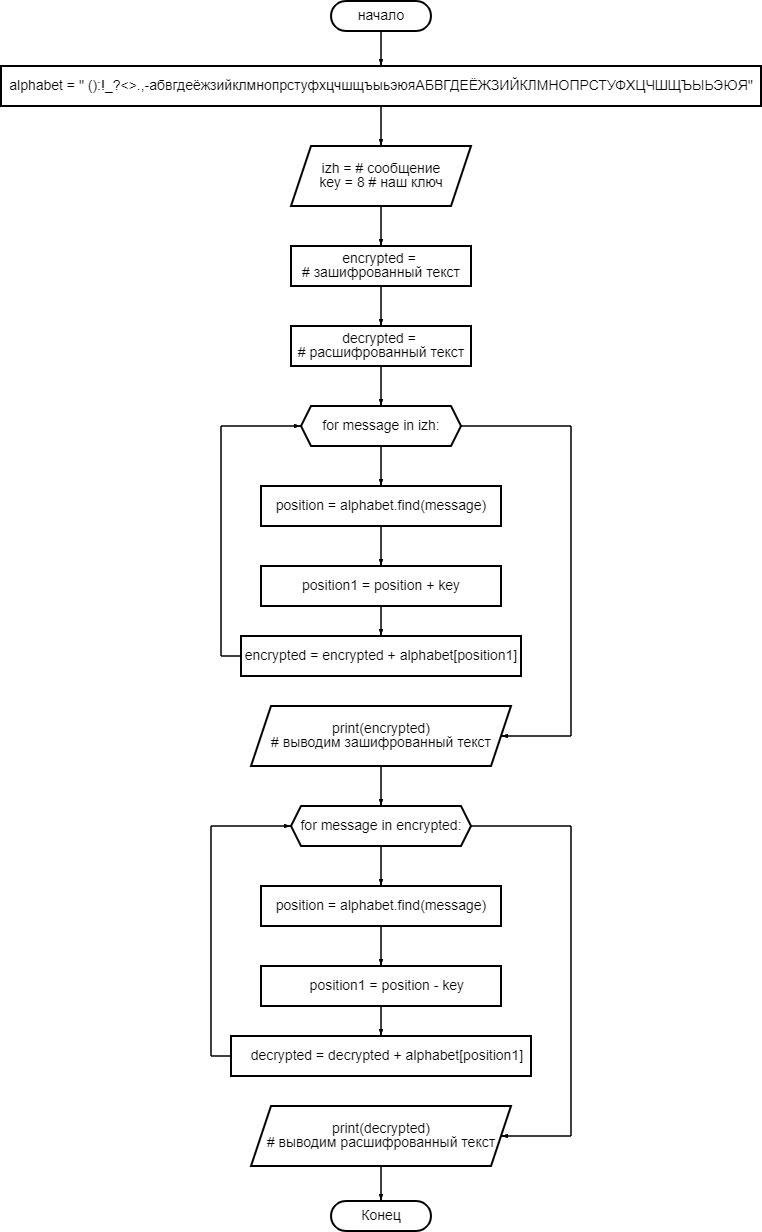 начало
alphabet = " ():!_?<>.,-абвгдеёжзийклмнопрстуфхцчшщъыьэюяАБВГДЕЁЖЗИЙКЛМНОПРСТУФХЦЧШЩЪЫЬЭЮЯ"
izh = # сообщение
key = 8 # наш ключ
encrypted =
# зашифрованный текст
decrypted =
# расшифрованный текст
for message in izh:
position = alphabet.find(message)
position1 = position + key
encrypted = encrypted + alphabet[position1]
print(encrypted)
# выводим зашифрованный текст
for message in encrypted:
position = alphabet.find(message)
position1 = position - key
decrypted = decrypted + alphabet[position1]
print(decrypted)
# выводим расшифрованный текст
Конец